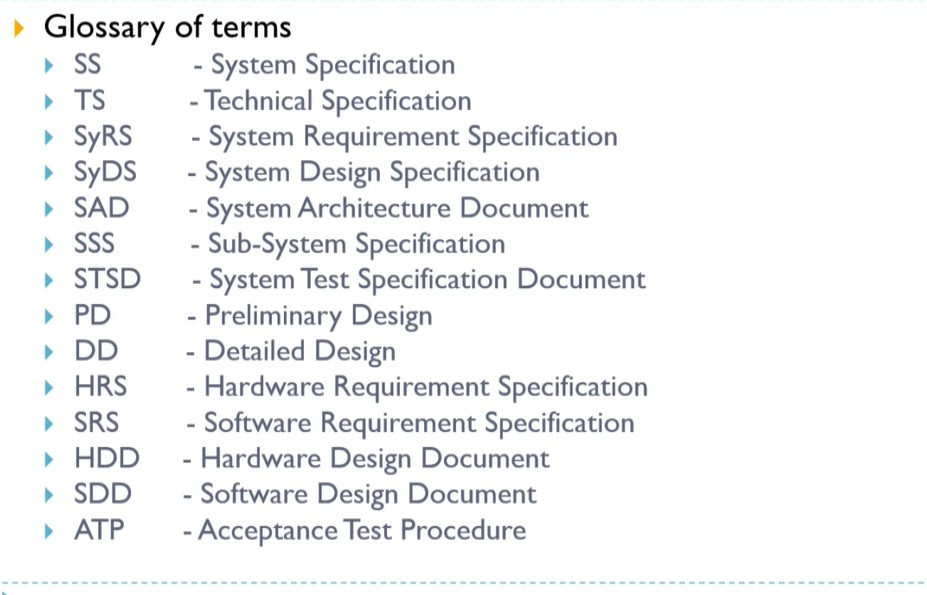 Glossary of terms
SS - System Specification
TS - Technical Specification
SyRS - System Requirement Specification
SyDS - System Design Specification
SAD - System Architecture Document
SSS - Sub-System Specification
STSD - System Test Specification Document
PD - Preliminary Design
DD - Detailed Design
HRS - Hardware Requirement Specification
SRS - Software Requirement Specification
HDD - Hardware Design Document
SDD - Software Design Document
ATP - Acceptance Test Procedure